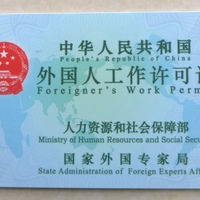 中华人民共和国
People's Republic of China
外国人工作许可证
Foreigner's Work Perm
人力资源和社会保障部
Ministry of Human Resources and Social Secu
国家外国专家局
State Administration of Foreign Experts Affa